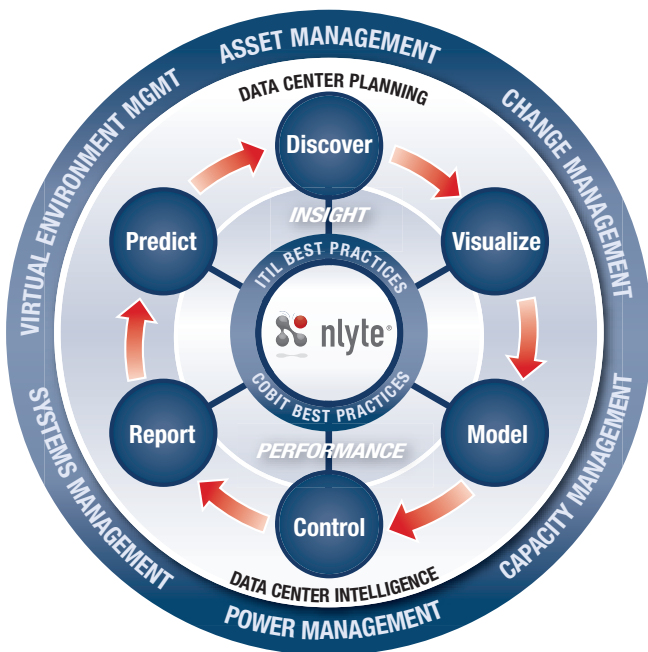 ASSET MANAGEMENT
CHANGE MANAGEMENT
CAPACITY MANAGEMENT
POWER MANAGEMENT
SYSTEMS MANAGEMENT
VIRTUAL ENVIRONMENT MGMT
DATA CENTER PLANNING
Discover
Visualize
Model
Control
Report
Predict
INSIGHT
ITIL BEST PRACTICES
nlyte®
COBIT BEST PRACTICES
PERFORMANCE
DATA CENTER INTELLIGENCE